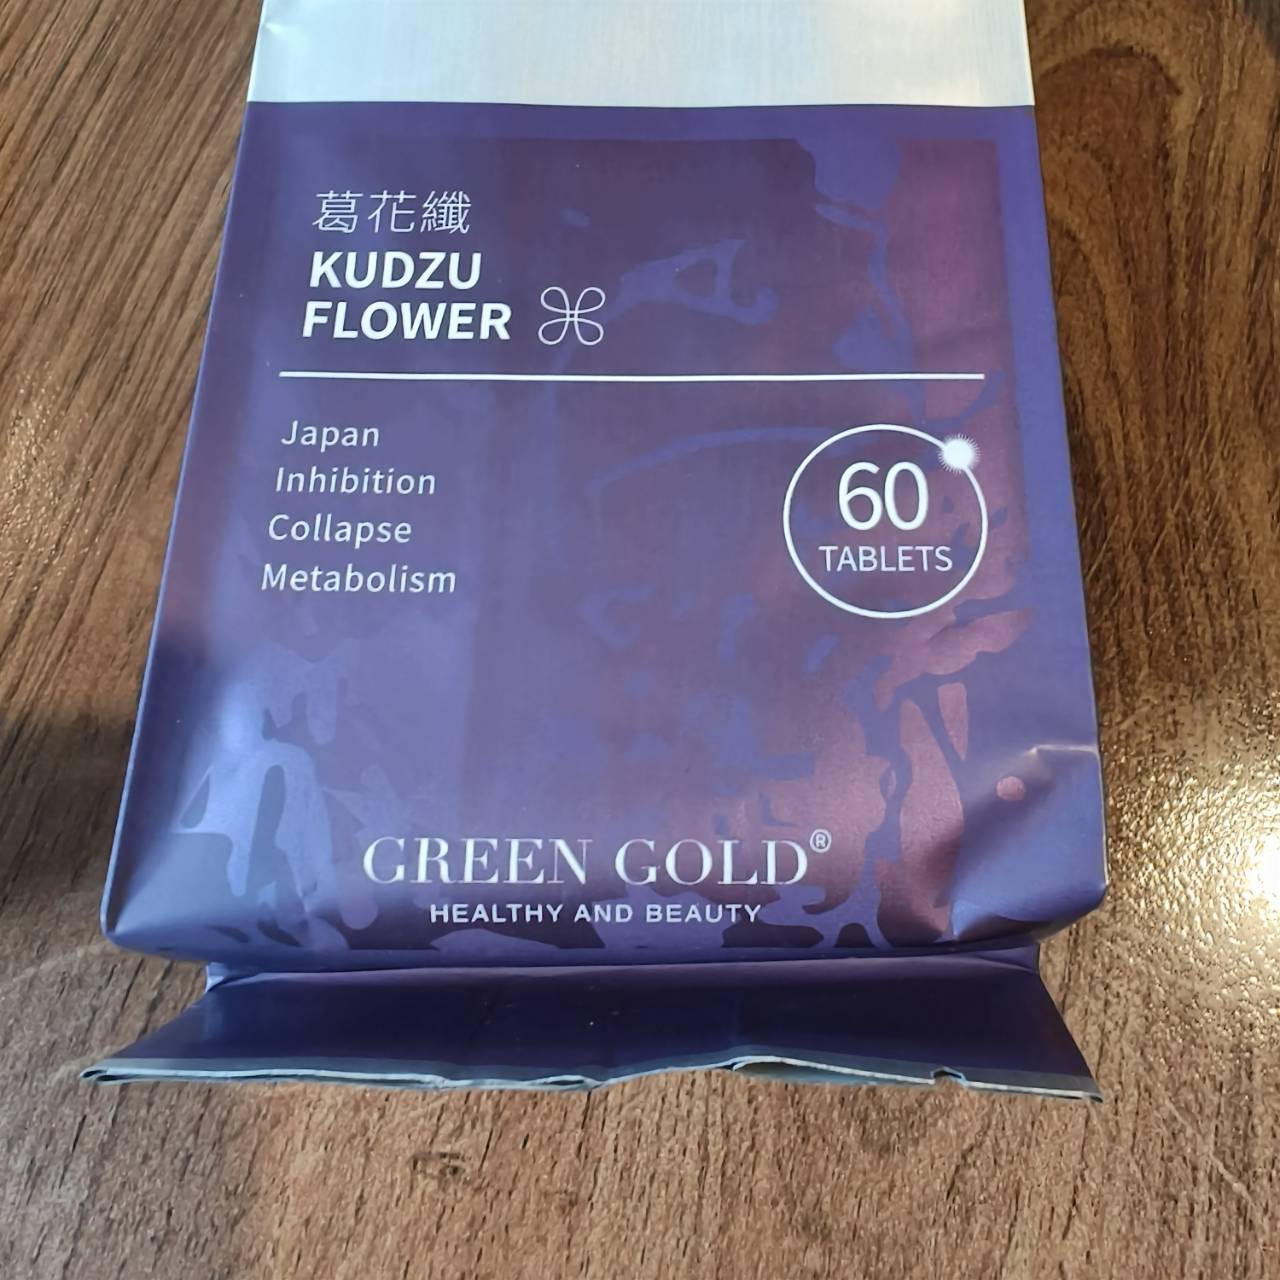 葛花纖
KUDZU
FLOWER
Japan
Inhibition
Collapse
Metabolism
60
TABLETS
GREEN GOLD®
HEALTHY AND BEAUTY